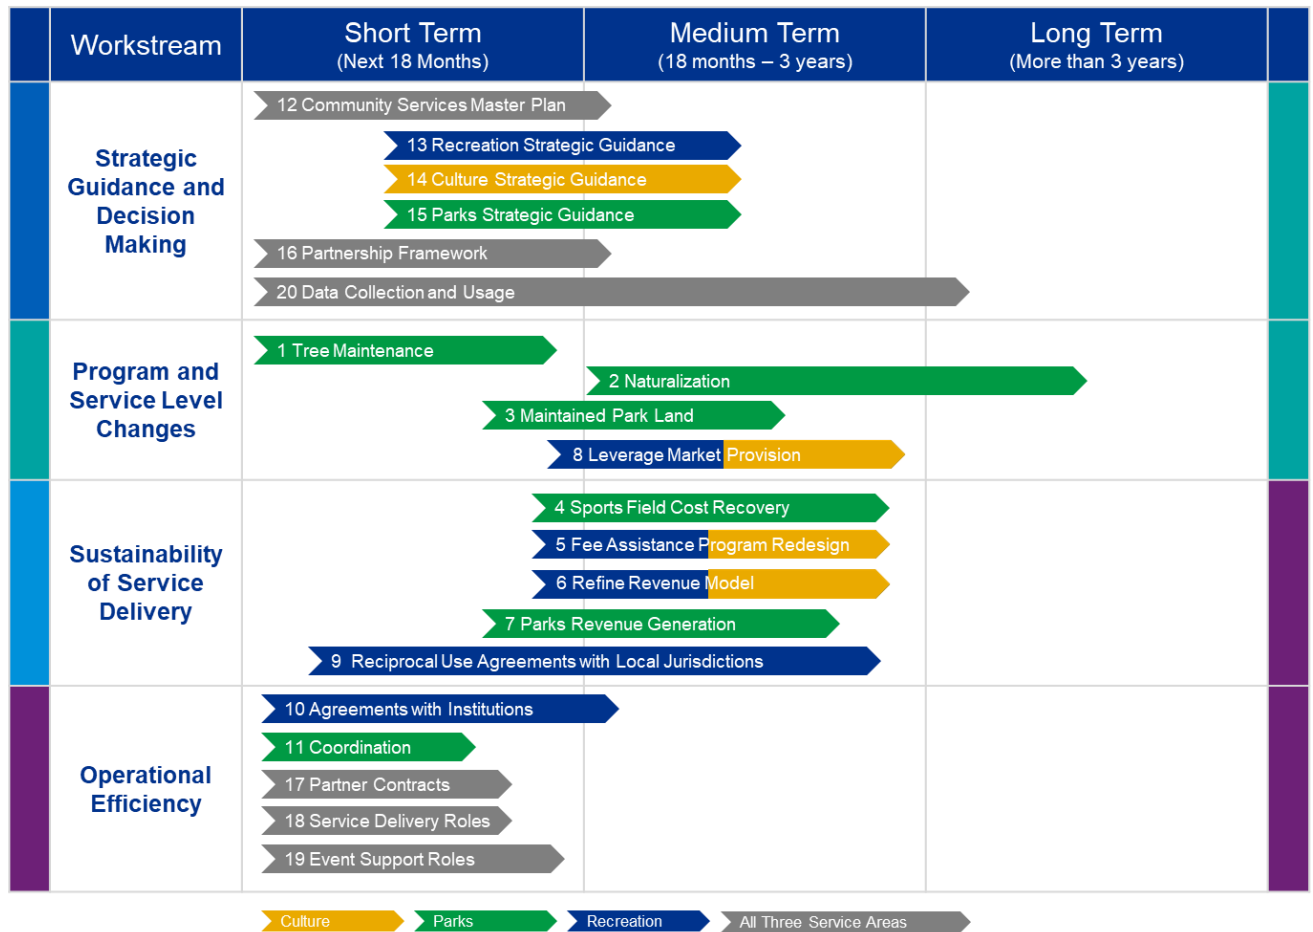 Workstream
Short Term
(Next 18 Months)
Medium Term
(18 months – 3 years)
Long Term
(More than 3 years)
Strategic
Guidance and
Decision
Making
12 Community Services Master Plan
13 Recreation Strategic Guidance
14 Culture Strategic Guidance
15 Parks Strategic Guidance
16 Partnership Framework
20 Data Collection and Usage
Program and
Service Level
Changes
1 Tree Maintenance
2 Naturalization
3 Maintained Park Land
8 Leverage Market Provision
Sustainability
of Service
Delivery
4 Sports Field Cost Recovery
5 Fee Assistance Program Redesign
6 Refine Revenue Model
7 Parks Revenue Generation
9 Reciprocal Use Agreements with Local Jurisdictions
Operational
Efficiency
10 Agreements with Institutions
11 Coordination
17 Partner Contracts
18 Service Delivery Roles
19 Event Support Roles
Culture
Parks
Recreation
All Three Service Areas